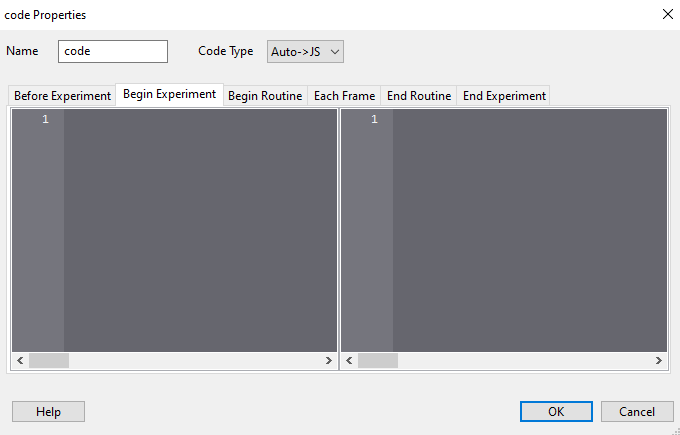 code Properties
Name code Code Type Auto->JS
Before Experiment Begin Experiment Begin Routine Each Frame End Routine End Experiment
1 1
Help OK Cancel